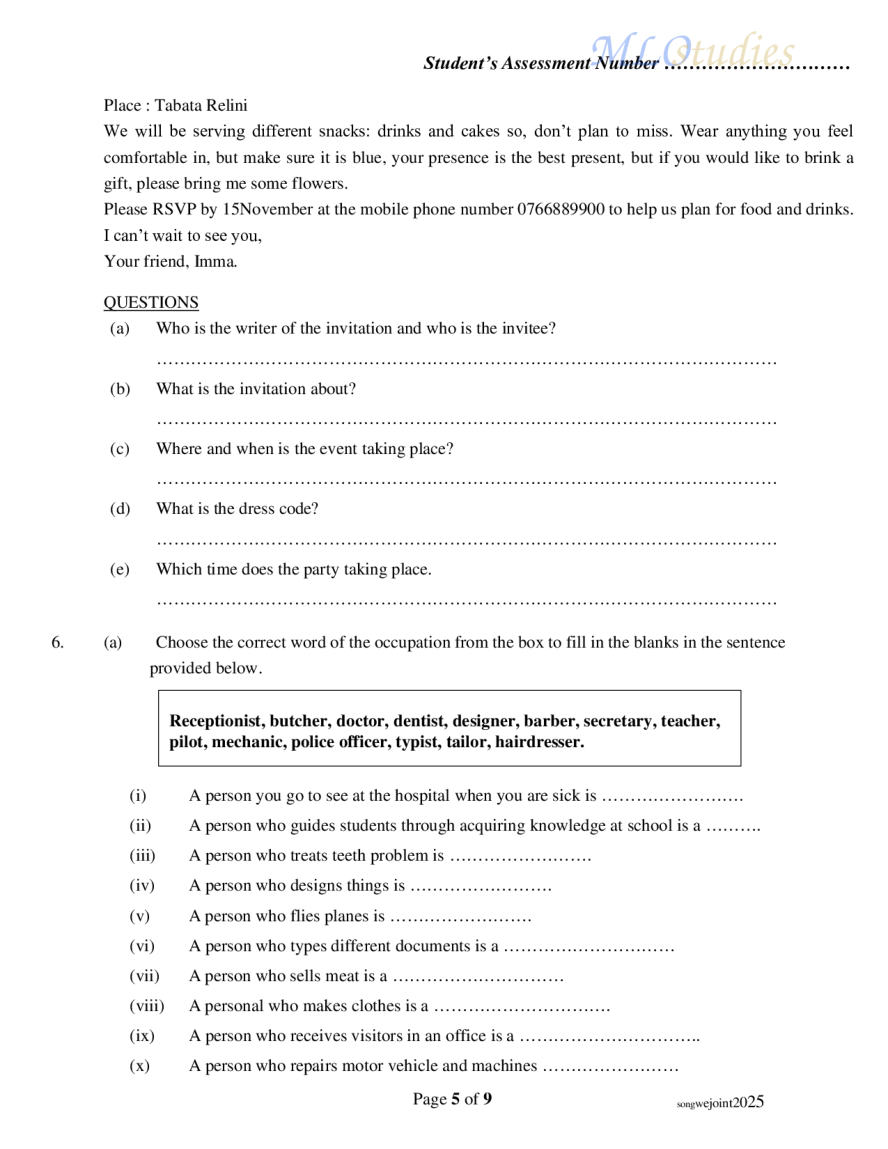 ML Studies
Student's Assessment Number ..............................
Place : Tabata Relini
We will be serving different snacks: drinks and cakes so, don't plan to miss. Wear anything you feel
comfortable in, but make sure it is blue, your presence is the best present, but if you would like to brink a
gift, please bring me some flowers.
Please RSVP by 15November at the mobile phone number 0766889900 to help us plan for food and drinks.
I can't wait to see you,
Your friend, Imma.
QUESTIONS
(a) Who is the writer of the invitation and who is the invitee?
……………………………………………………………………………………………
(b) What is the invitation about?
……………………………………………………………………………………………
(c) Where and when is the event taking place?
……………………………………………………………………………………………
(d) What is the dress code?
……………………………………………………………………………………………
(e) Which time does the party taking place.
……………………………………………………………………………………………
6. (a) Choose the correct word of the occupation from the box to fill in the blanks in the sentence
provided below.
Receptionist, butcher, doctor, dentist, designer, barber, secretary, teacher,
pilot, mechanic, police officer, typist, tailor, hairdresser.
(i) A person you go to see at the hospital when you are sick is …………………….
(ii) A person who guides students through acquiring knowledge at school is a ……….
(iii) A person who treats teeth problem is …………………….
(iv) A person who designs things is …………………….
(v) A person who flies planes is …………………….
(vi) A person who types different documents is a …………………………
(vii) A person who sells meat is a …………………………
(viii) A personal who makes clothes is a ………………………….
(ix) A person who receives visitors in an office is a …………………………..
(x) A person who repairs motor vehicle and machines ……………………
Page 5 of 9
songwejoint2025